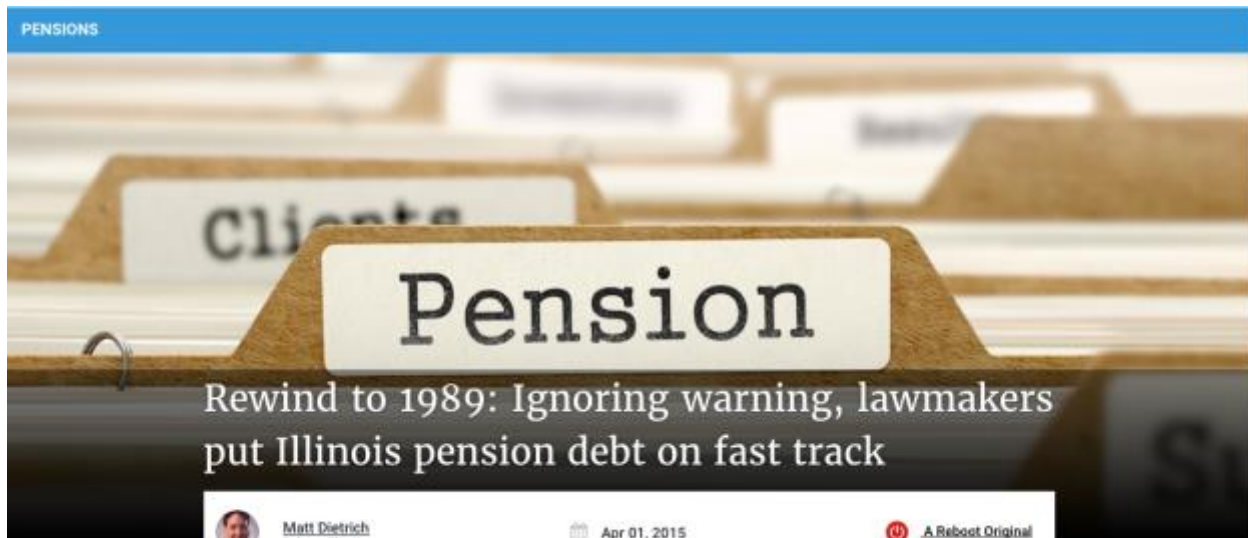 PENSIONS
Clients
Pension
Rewind to 1989: Ignoring warning, lawmakers
put Illinois pension debt on fast track
Matt Dietrich
Apr 01, 2015
A Reboot Original